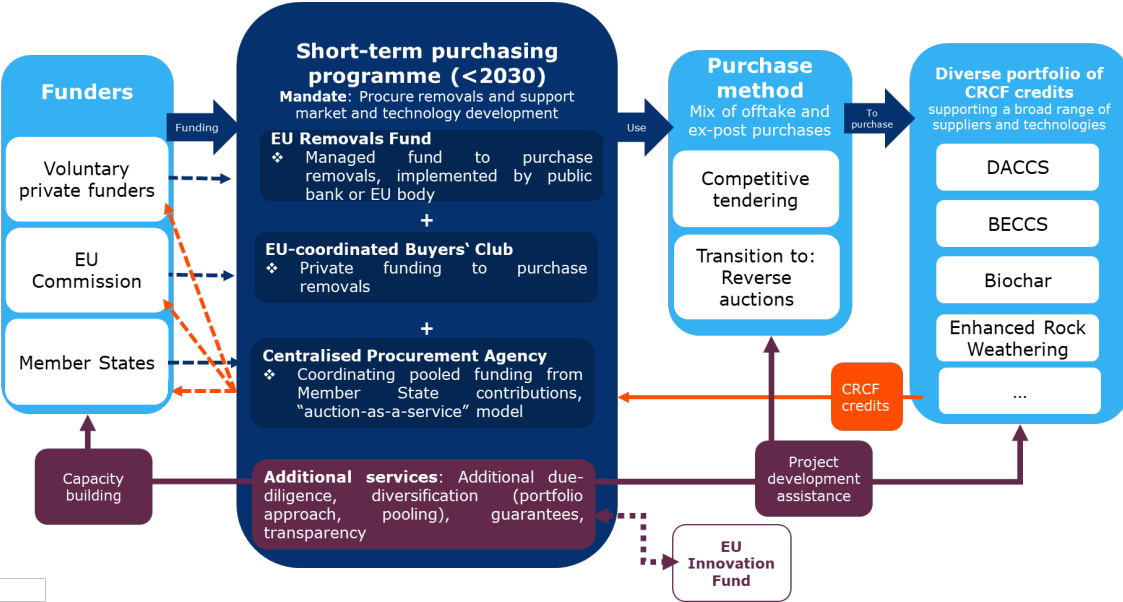 Funders
Voluntary
private funders
EU
Commission
Member States
Funding
Short-term purchasing
programme (<2030)
Mandate: Procure removals and support
market and technology development
EU Removals Fund
❖ Managed fund to purchase
removals, implemented by public
bank or EU body
+
EU-coordinated Buyers‘ Club
❖ Private funding to purchase
removals
+
Centralised Procurement Agency
❖ Coordinating pooled funding from
Member State contributions,
“auction-as-a-service” model
Additional services: Additional due-
diligence, diversification (portfolio
approach, pooling), guarantees,
transparency
Use
Purchase
method
Mix of offtake and
ex-post purchases
Competitive
tendering
Transition to:
Reverse
auctions
To
purchase
Diverse portfolio of
CRCF credits
supporting a broad range of
suppliers and technologies
DACCS
BECCS
Biochar
Enhanced Rock
Weathering
...
CRCF
credits
Capacity
building
Project
development
assistance
EU
Innovation
Fund